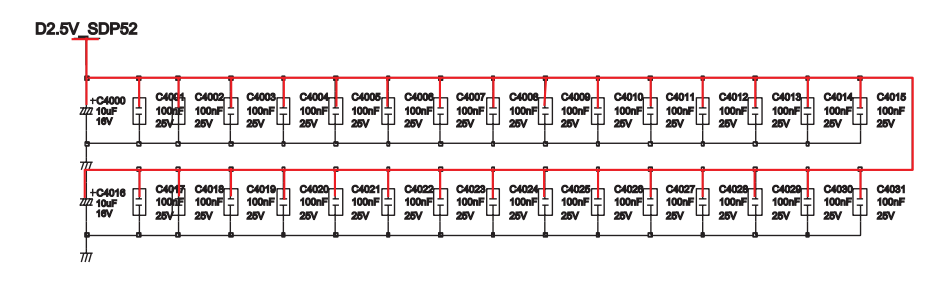 D2.5V_SDP52
+C4000 C4001 C4002 C4003 C4004 C4005 C4006 C4007 C4008 C4009 C4010 C4011 C4012 C4013 C4014 C4015
10uF 100nF 100nF 100nF 100nF 100nF 100nF 100nF 100nF 100nF 100nF 100nF 100nF 100nF 100nF 100nF
16V 25V 25V 25V 25V 25V 25V 25V 25V 25V 25V 25V 25V 25V 25V 25V
+C4016 C4017 C4018 C4019 C4020 C4021 C4022 C4023 C4024 C4025 C4026 C4027 C4028 C4029 C4030 C4031
10uF 100nF 100nF 100nF 100nF 100nF 100nF 100nF 100nF 100nF 100nF 100nF 100nF 100nF 100nF 100nF
16V 25V 25V 25V 25V 25V 25V 25V 25V 25V 25V 25V 25V 25V 25V 25V